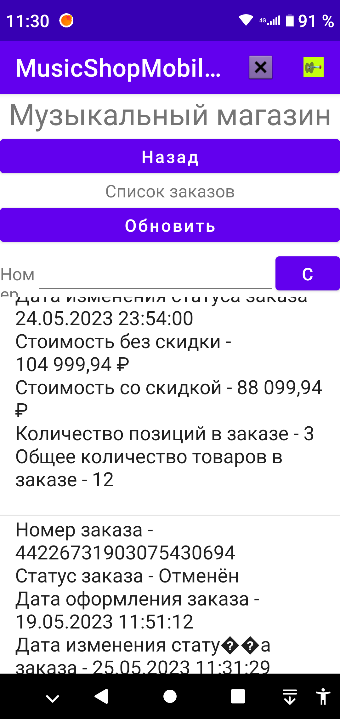 11:30 4G 91 %
MusicShopMobil...
Музыкальный магазин
Назад
Список заказов
Обновить
Ном
ер
С
Дата изменения статуса заказа
24.05.2023 23:54:00
Стоимость без скидки -
104 999,94 ₽
Стоимость со скидкой - 88 099,94
₽
Количество позиций в заказе - 3
Общее количество товаров в
заказе - 12
Номер заказа -
44226731903075430694
Статус заказа - Отменён
Дата оформления заказа -
19.05.2023 11:51:12
Дата изменения стату��а
заказа - 25.05.2023 11:31:29